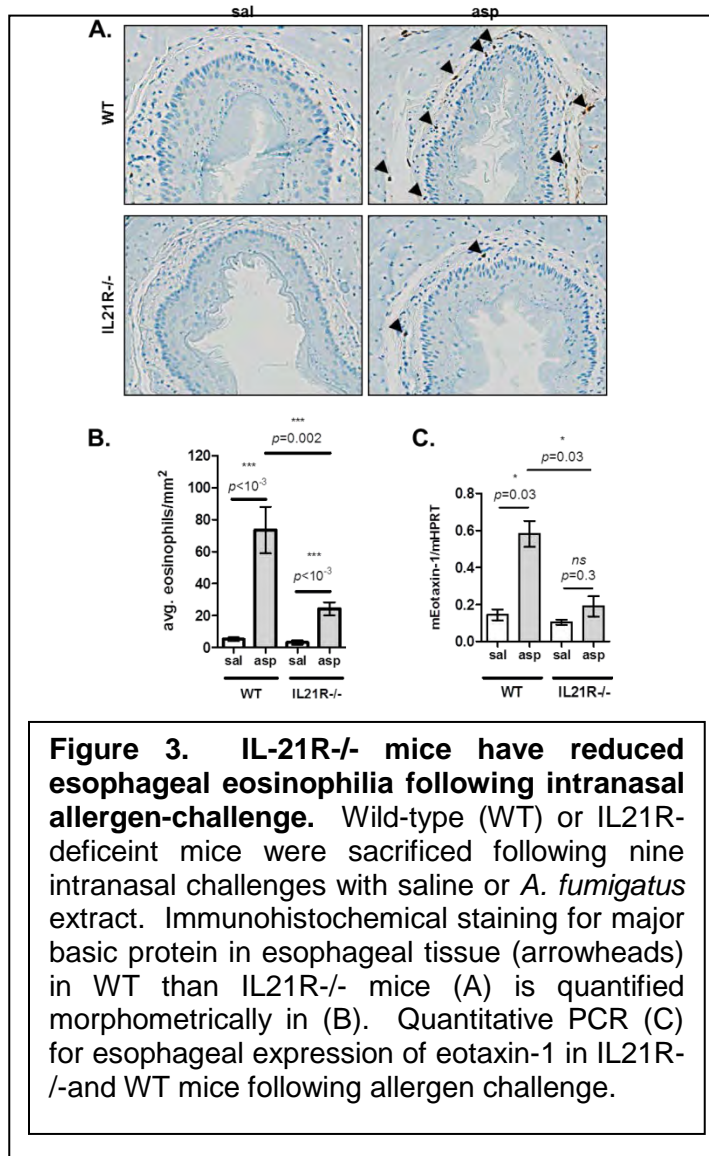 sal asp
A.
WT
IL21R-/-
B.
C.
***
p=0.002
***
p<10-3
***
p<10-3
avg. eosinophils/mm2
120
100
80
60
40
20
0
sal asp sal asp
WT IL21R-/-
*
p=0.03
*
p=0.03
ns
p=0.3
mEotaxin-1/mHPRT
0.8
0.6
0.4
0.2
0.0
sal asp sal asp
WT IL21R-/-
Figure 3. IL-21R-/- mice have reduced
esophageal eosinophilia following intranasal
allergen-challenge. Wild-type (WT) or IL21R-
deficeint mice were sacrificed following nine
intranasal challenges with saline or A. fumigatus
extract. Immunohistochemical staining for major
basic protein in esophageal tissue (arrowheads)
in WT than IL21R-/- mice (A) is quantified
morphometrically in (B). Quantitative PCR (C)
for esophageal expression of eotaxin-1 in IL21R-
/-and WT mice following allergen challenge.